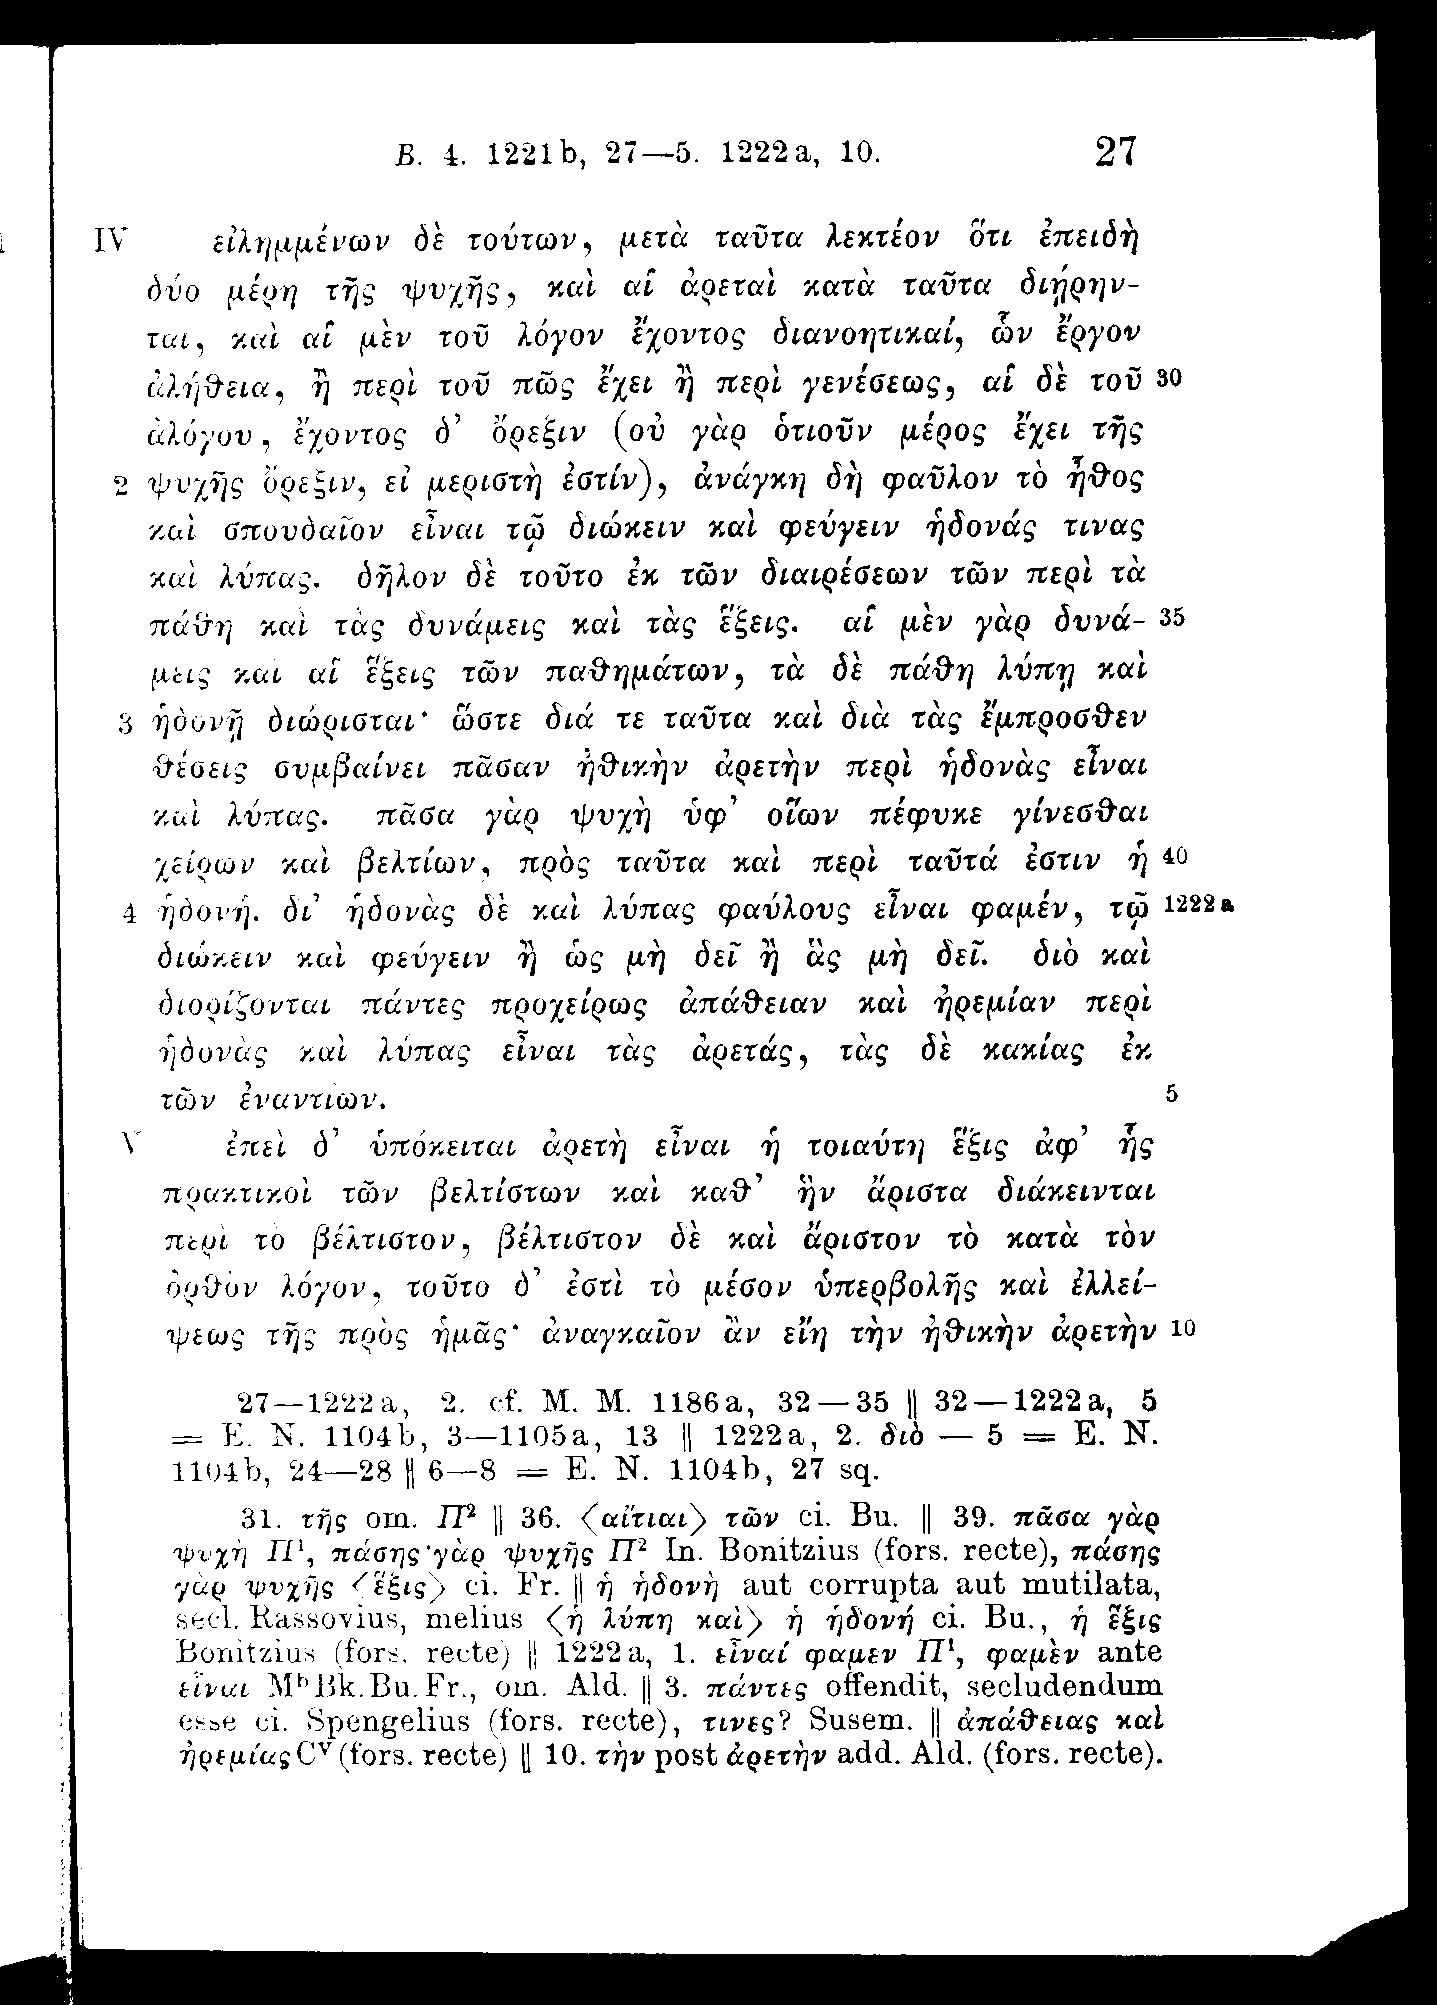 B. 4. 1221b, 27—5. 1222a, 10. 27
IV εἰλημμένων δὲ τούτων, μετὰ ταῦτα λεκτέον ὅτι ἐπειδὴ
δύο μέρη τῆς ψυχῆς, καὶ αἱ ἀρεταὶ κατὰ ταῦτα διῄρην-
ται, καὶ αἱ μὲν τοῦ λόγον ἔχοντος διανοητικαί, ὧν ἔργον
ἀλήθεια, ἢ περὶ τοῦ πῶς ἔχει ἢ περὶ γενέσεως, αἱ δὲ τοῦ 30
ἀλόγου, ἔχοντος δ’ ὄρεξιν (οὐ γὰρ ὁτιοῦν μέρος ἔχει τῆς
2 ψυχῆς ὄρεξιν, εἰ μεριστὴ ἐστίν), ἀνάγκη δὴ φαῦλον τὸ ἦθος
καὶ σπουδαῖον εἶναι τῷ διώκειν καὶ φεύγειν ἡδονάς τινας
καὶ λύπας. δῆλον δὲ τοῦτο ἐκ τῶν διαιρέσεων τῶν περὶ τὰ
πάθη καὶ τὰς δυνάμεις καὶ τὰς ἕξεις. αἱ μὲν γὰρ δυνά- 35
μεις καὶ αἱ ἕξεις τῶν παθημάτων, τὰ δὲ πάθη λύπῃ καὶ
3 ἡδονῇ διώρισται· ὥστε διά τε ταῦτα καὶ διὰ τὰς ἔμπροσθεν
θέσεις συμβαίνει πᾶσαν ἠθικὴν ἀρετὴν περὶ ἡδονὰς εἶναι
καὶ λύπας. πᾶσα γὰρ ψυχὴ ὑφ’ οἵων πέφυκε γίνεσθαι
χείρων καὶ βελτίων, πρὸς ταῦτα καὶ περὶ ταῦτά ἐστιν ἡ 40
4 ἡδονή. δι’ ἡδονὰς δὲ καὶ λύπας φαύλους εἶναι φαμέν, τῷ 1222a
διώκειν καὶ φεύγειν ἢ ὡς μὴ δεῖ ἢ ἃς μὴ δεῖ. διὸ καὶ
διορίζονται πάντες προχείρως ἀπάθειαν καὶ ἠρεμίαν περὶ
ἡδονὰς καὶ λύπας εἶναι τὰς ἀρετάς, τὰς δὲ κακίας ἐκ
τῶν ἐναντίων. 5
V ἐπεὶ δ’ ὑπόκειται ἀρετὴ εἶναι ἡ τοιαύτη ἕξις ἀφ’ ἧς
πρακτικοὶ τῶν βελτίστων καὶ καθ’ ἣν ἄριστα διάκεινται
περὶ τὸ βέλτιστον, βέλτιστον δὲ καὶ ἄριστον τὸ κατὰ τὸν
ὀρθὸν λόγον, τοῦτο δ’ ἐστὶ τὸ μέσον ὑπερβολῆς καὶ ἐλλεί-
ψεως τῆς πρὸς ἡμᾶς· ἀναγκαῖον ἂν εἴη τὴν ἠθικὴν ἀρετὴν 10
27—1222a, 2. cf. M. M. 1186a, 32—35 ‖ 32—1222a, 5
= E. N. 1104b, 3—1105a, 13 ‖ 1222a, 2. διὸ — 5 = E. N.
1104b, 24—28 ‖ 6—8 = E. N. 1104b, 27 sq.
31. τῆς om. Π² ‖ 36. ⟨αἴτιαι⟩ τῶν ci. Bu. ‖ 39. πᾶσα γὰρ
ψυχὴ Π¹, πάσης γὰρ ψυχῆς Π² In. Bonitzius (fors. recte), πάσης
γὰρ ψυχῆς ⟨ἕξις⟩ ci. Fr. ‖ ἡ ἡδονὴ aut corrupta aut mutilata,
secl. Rassovius, melius ⟨ἡ λύπη καὶ⟩ ἡ ἡδονή ci. Bu., ἡ ἕξις
Bonitzius (fors. recte) ‖ 1222a, 1. εἶναί φαμεν Π¹, φαμὲν ante
εἶναι Mᵇ Bk. Bu. Fr., om. Ald. ‖ 3. πάντες offendit, secludendum
esse ci. Spengelius (fors. recte), τινες? Susem. ‖ ἀπάθειας καὶ
ἠρεμίας Cᵛ (fors. recte) ‖ 10. τὴν post ἀρετὴν add. Ald. (fors. recte).